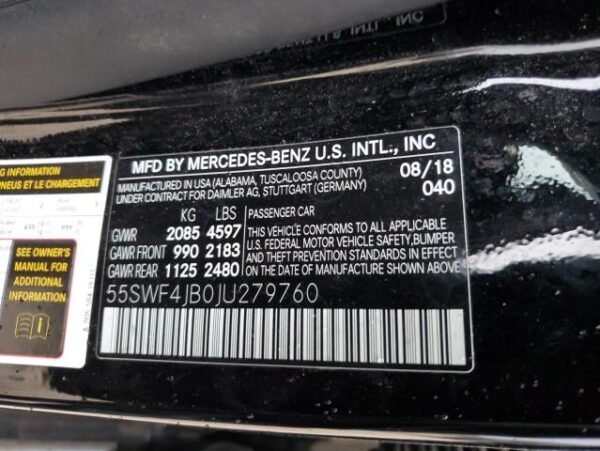 MFD BY MERCEDES-BENZ U.S. INTL., INC
MANUFACTURED IN USA (ALABAMA, TUSCALOOSA COUNTY)
UNDER CONTRACT FOR DAIMLER AG, STUTTGART (GERMANY)
08/18
040
KG LBS
GVWR 2085 4597
GAWR FRONT 990 2183
GAWR REAR 1125 2480
PASSENGER CAR
THIS VEHICLE CONFORMS TO ALL APPLICABLE
U.S. FEDERAL MOTOR VEHICLE SAFETY, BUMPER
AND THEFT PREVENTION STANDARDS IN EFFECT
ON THE DATE OF MANUFACTURE SHOWN ABOVE.
55SWF4JB0JU279760
G INFORMATION
PNEUS ET LE CHARGEMENT
SEE OWNER'S
MANUAL FOR
ADDITIONAL
INFORMATION